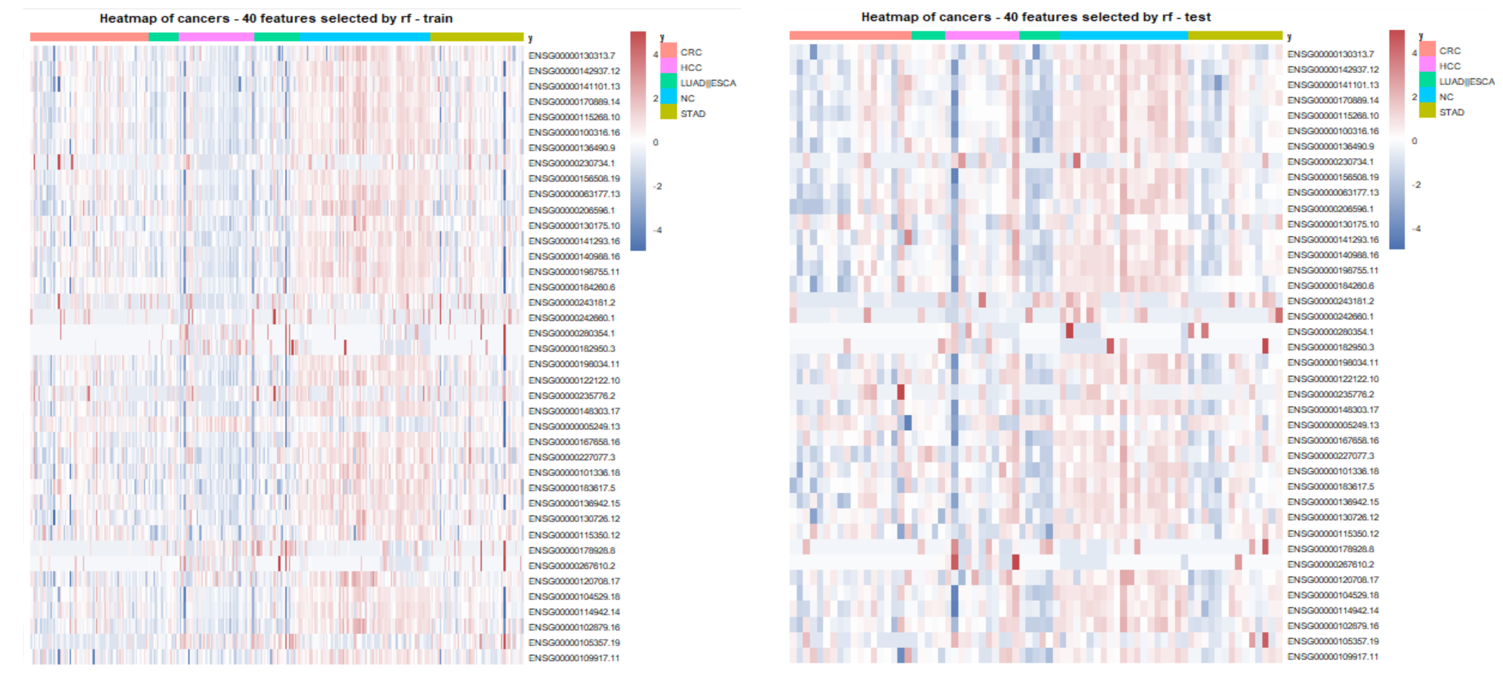 Heatmap of cancers - 40 features selected by rf - train
y
ENSG00000130313.7
ENSG00000142937.12
ENSG00000141101.13
ENSG00000170889.14
ENSG00000115268.10
ENSG00000100316.16
ENSG00000136490.9
ENSG00000230734.1
ENSG00000156508.19
ENSG00000063177.13
ENSG00000206596.1
ENSG00000130175.10
ENSG00000141293.16
ENSG00000140988.16
ENSG00000198755.11
ENSG00000184260.6
ENSG00000243181.2
ENSG00000242660.1
ENSG00000280354.1
ENSG00000182950.3
ENSG00000198034.11
ENSG00000122122.10
ENSG00000235776.2
ENSG00000148303.17
ENSG00000005249.13
ENSG00000167658.16
ENSG00000227077.3
ENSG00000101336.18
ENSG00000183617.5
ENSG00000136942.15
ENSG00000130726.12
ENSG00000115350.12
ENSG00000178928.8
ENSG00000267610.2
ENSG00000120708.17
ENSG00000104529.18
ENSG00000114942.14
ENSG00000102879.16
ENSG00000105357.19
ENSG00000109917.11
4
2
0
-2
-4
y
CRC
HCC
LUAD||ESCA
NC
STAD
Heatmap of cancers - 40 features selected by rf - test
y
ENSG00000130313.7
ENSG00000142937.12
ENSG00000141101.13
ENSG00000170889.14
ENSG00000115268.10
ENSG00000100316.16
ENSG00000136490.9
ENSG00000230734.1
ENSG00000156508.19
ENSG00000063177.13
ENSG00000206596.1
ENSG00000130175.10
ENSG00000141293.16
ENSG00000140988.16
ENSG00000198755.11
ENSG00000184260.6
ENSG00000243181.2
ENSG00000242660.1
ENSG00000280354.1
ENSG00000182950.3
ENSG00000198034.11
ENSG00000122122.10
ENSG00000235776.2
ENSG00000148303.17
ENSG00000005249.13
ENSG00000167658.16
ENSG00000227077.3
ENSG00000101336.18
ENSG00000183617.5
ENSG00000136942.15
ENSG00000130726.12
ENSG00000115350.12
ENSG00000178928.8
ENSG00000267610.2
ENSG00000120708.17
ENSG00000104529.18
ENSG00000114942.14
ENSG00000102879.16
ENSG00000105357.19
ENSG00000109917.11
4
2
0
-2
-4
y
CRC
HCC
LUAD||ESCA
NC
STAD